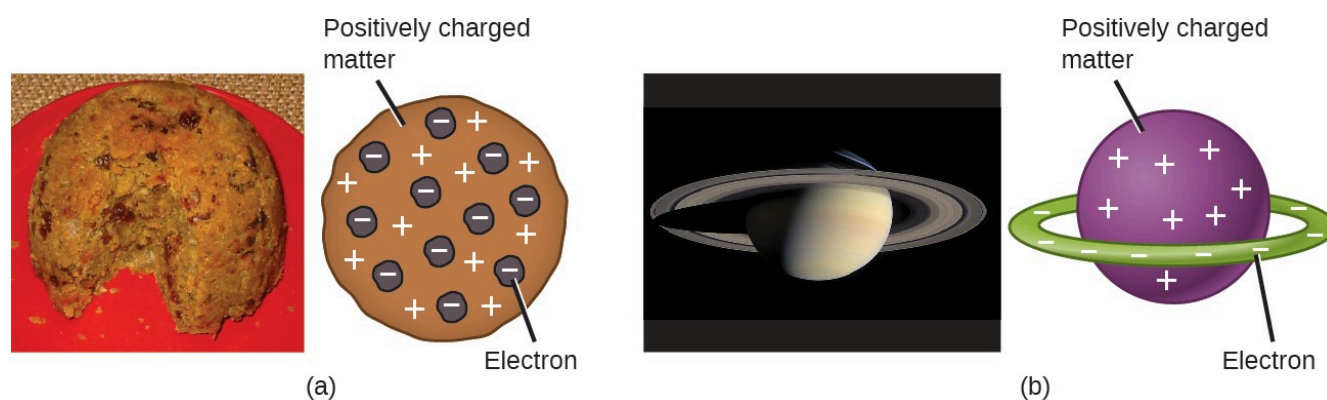 Positively charged
matter
Electron
(a)
Positively charged
matter
Electron
(b)